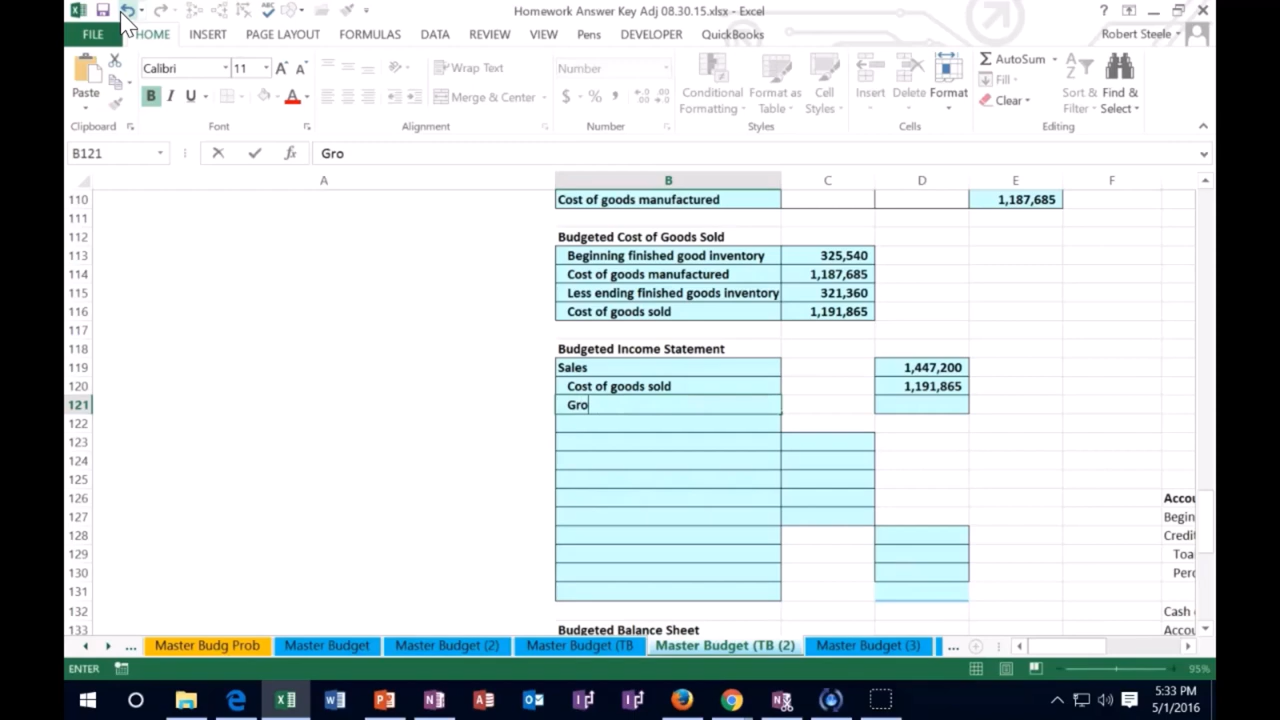 Homework Answer Key Adj 08.30.15.xlsx - Excel
FILE HOME INSERT PAGE LAYOUT FORMULAS DATA REVIEW VIEW Pens DEVELOPER QuickBooks Robert Steele
Calibri 11 Wrap Text Number AutoSum
Paste Fill
B I U Merge & Center $ % Conditional Formatting Format as Table Cell Styles Insert Delete Format Clear Sort & Filter Find & Select
Clipboard Font Alignment Number Styles Cells Editing
B121 fx Gro
A B C D E F
110 Cost of goods manufactured 1,187,685
111
112 Budgeted Cost of Goods Sold
113 Beginning finished good inventory 325,540
114 Cost of goods manufactured 1,187,685
115 Less ending finished goods inventory 321,360
116 Cost of goods sold 1,191,865
117
118 Budgeted Income Statement
119 Sales 1,447,200
120 Cost of goods sold 1,191,865
121 Gro
122
123
124
125
126 Accou
127 Begin
128 Credi
129 Toa
130 Perc
131
132 Cash
133 Budgeted Balance Sheet Accou
... Master Budg Prob Master Budget Master Budget (2) Master Budget (TB Master Budget (TB (2) Master Budget (3) ...
ENTER 95%
5:33 PM
5/1/2016